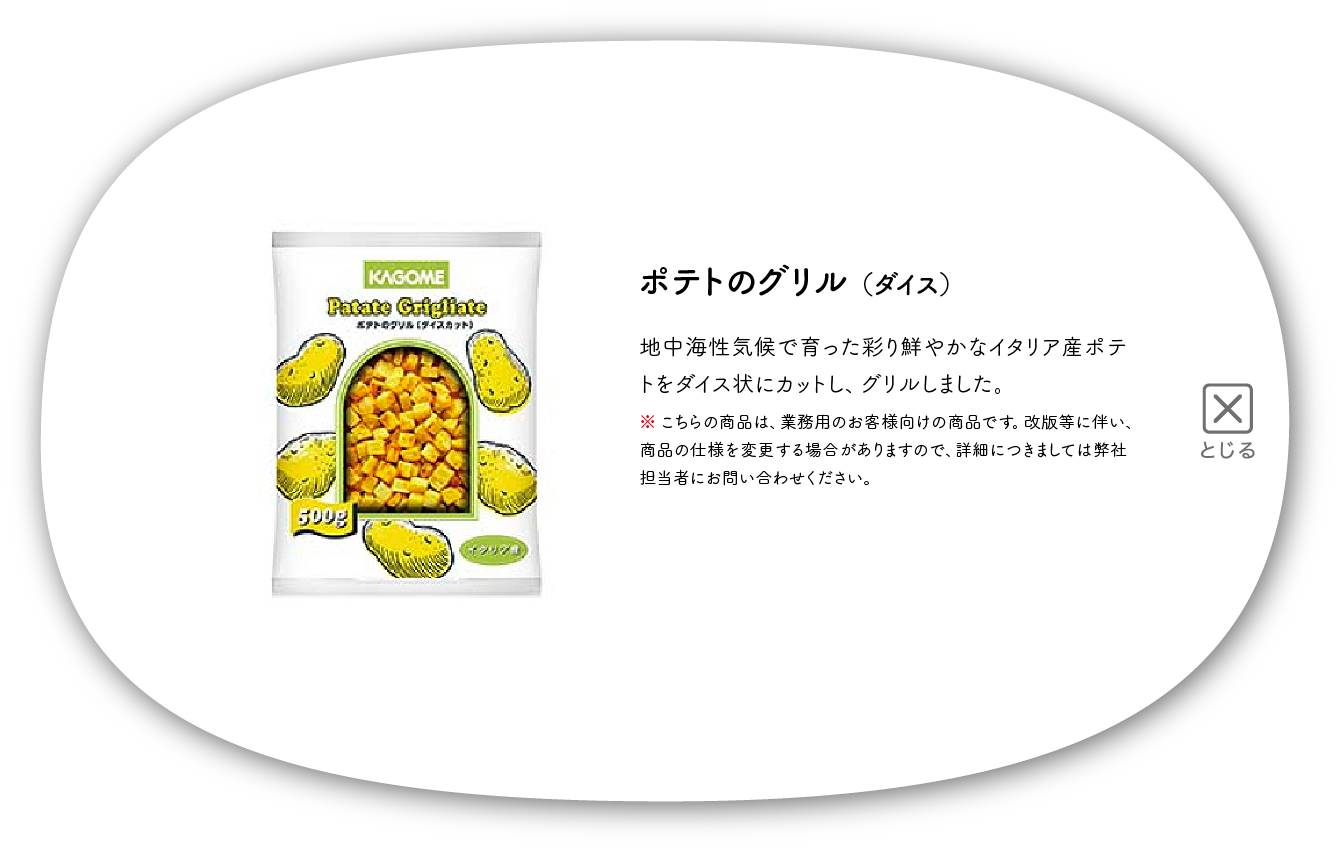 KAGOME
Patate Grigliate
ポテトのグリル（ダイスカット）
500g
イタリア産
ポテトのグリル（ダイス）
地中海性気候で育った彩り鮮やかなイタリア産ポテ
トをダイス状にカットし、グリルしました。
※ こちらの商品は、業務用のお客様向けの商品です。改版等に伴い、
商品の仕様を変更する場合がありますので、詳細につきましては弊社
担当者にお問い合わせください。
とじる